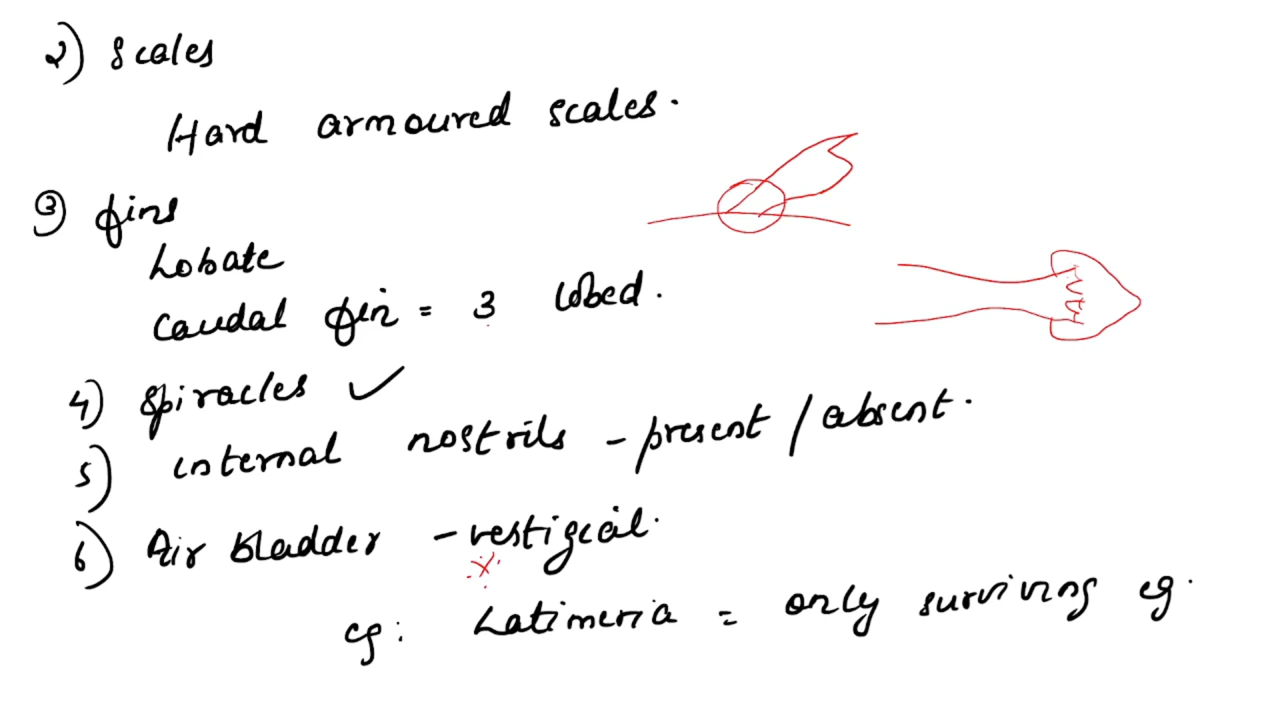 2) Scales
Hard armoured scales.
③ fins
Lobate
Caudal fin = 3 lobed.
4) Spiracles ✓
5) internal nostrils - present / absent.
6) Air bladder - vestigeal.
eg: Latimeria = only surviving eg.